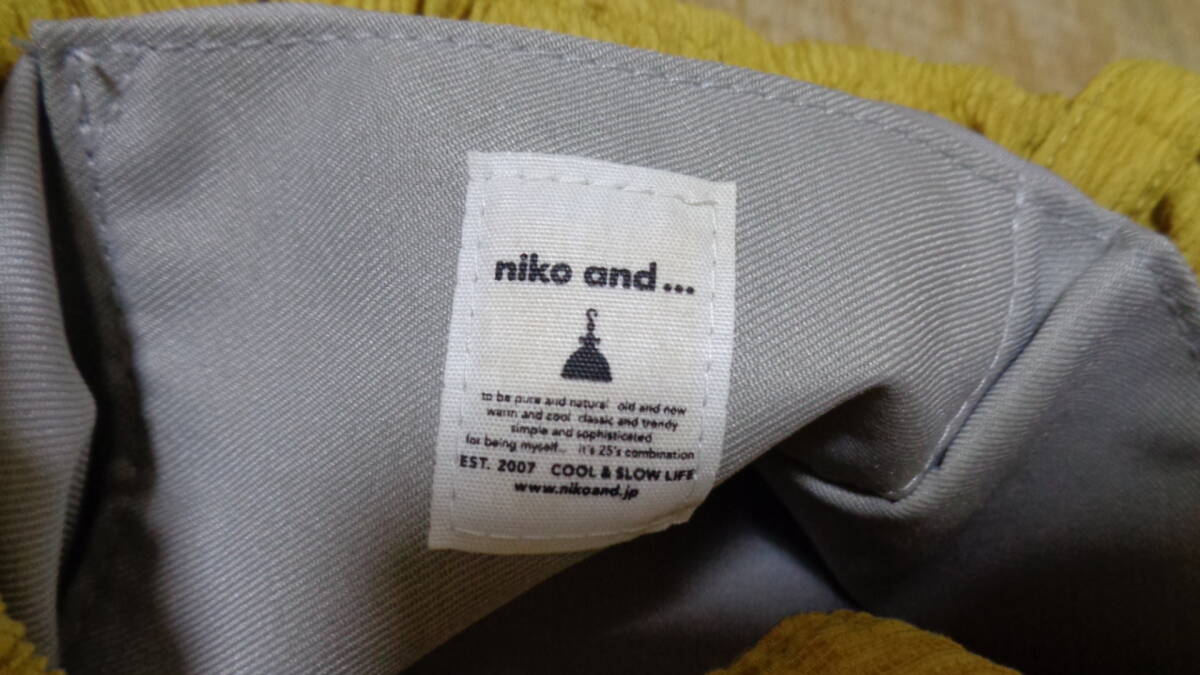 niko and...
to be pure and natural old and new
warm and cool classic and trendy
simple and sophisticated
for being myself... it's 25's combination
EST. 2007 COOL & SLOW LIFE
www.nikoand.jp